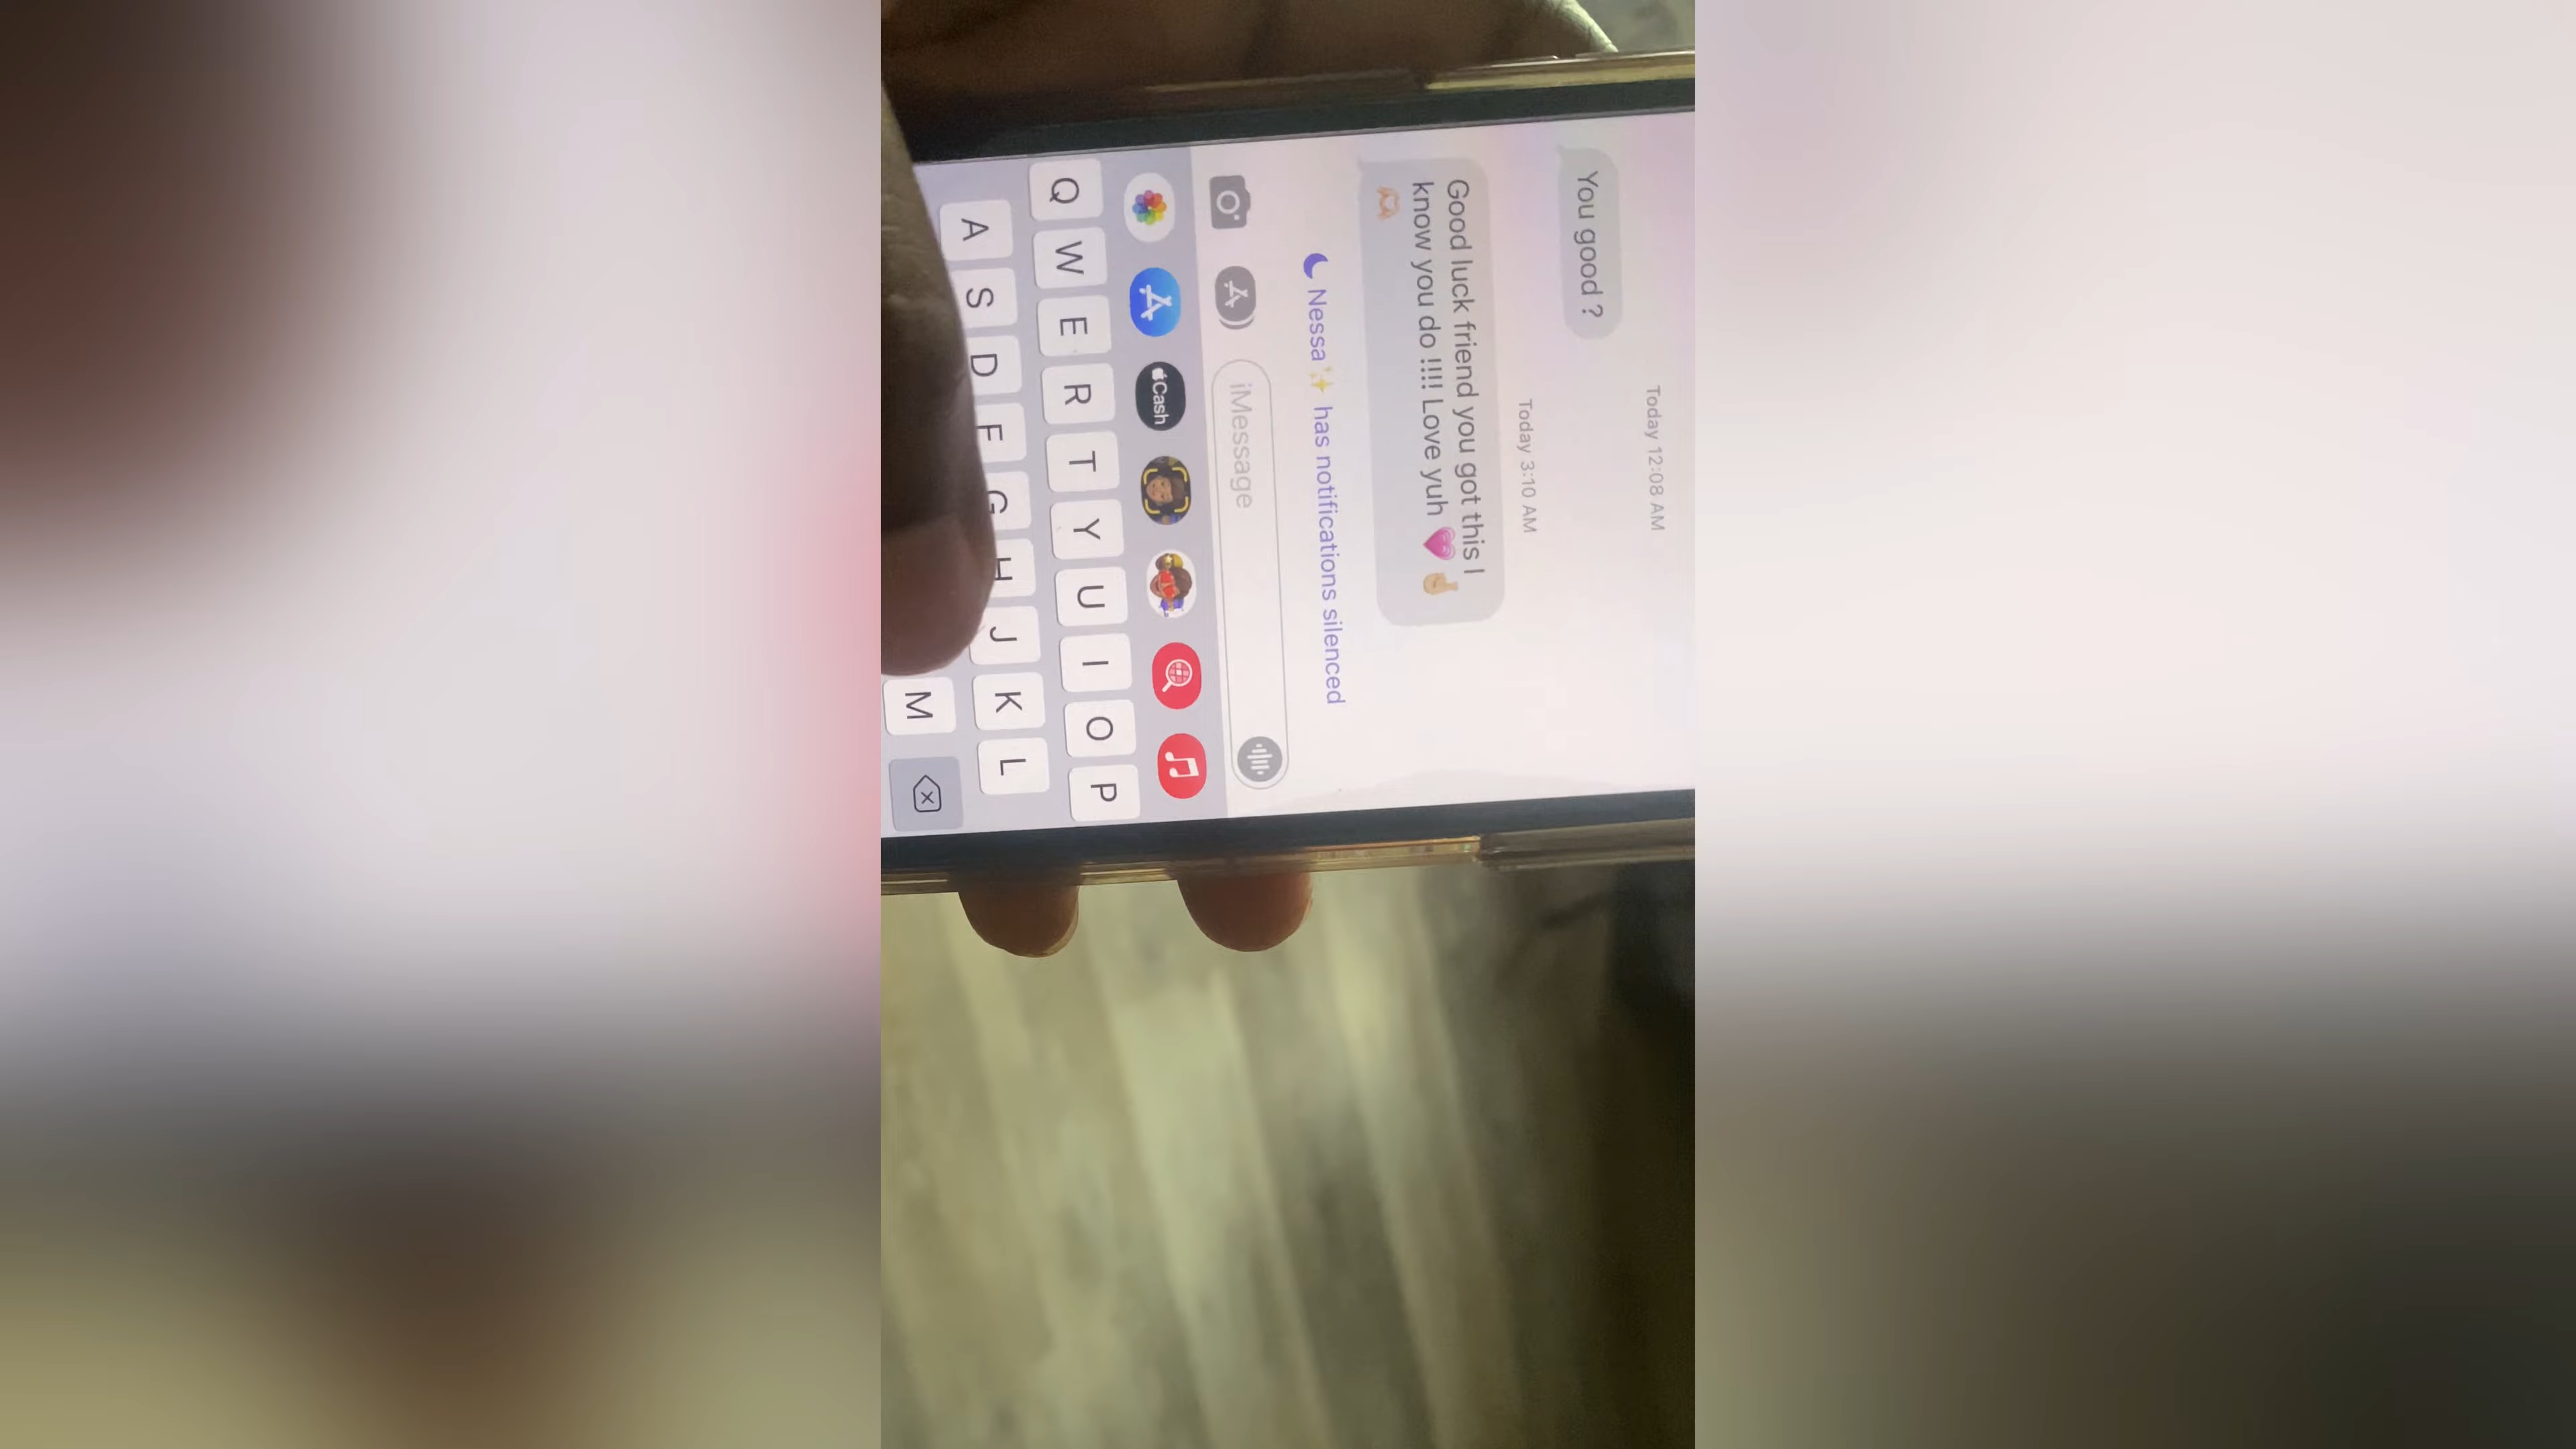 Today 12:08 AM
You good ?
Today 3:10 AM
Good luck friend you got this I
know you do !!!! Love yuh 💗🤞🏼
🫶🏼
Nessa ✨ has notifications silenced
iMessage
Cash
Q W E R T Y U I O P
A S D F G H J K L
M